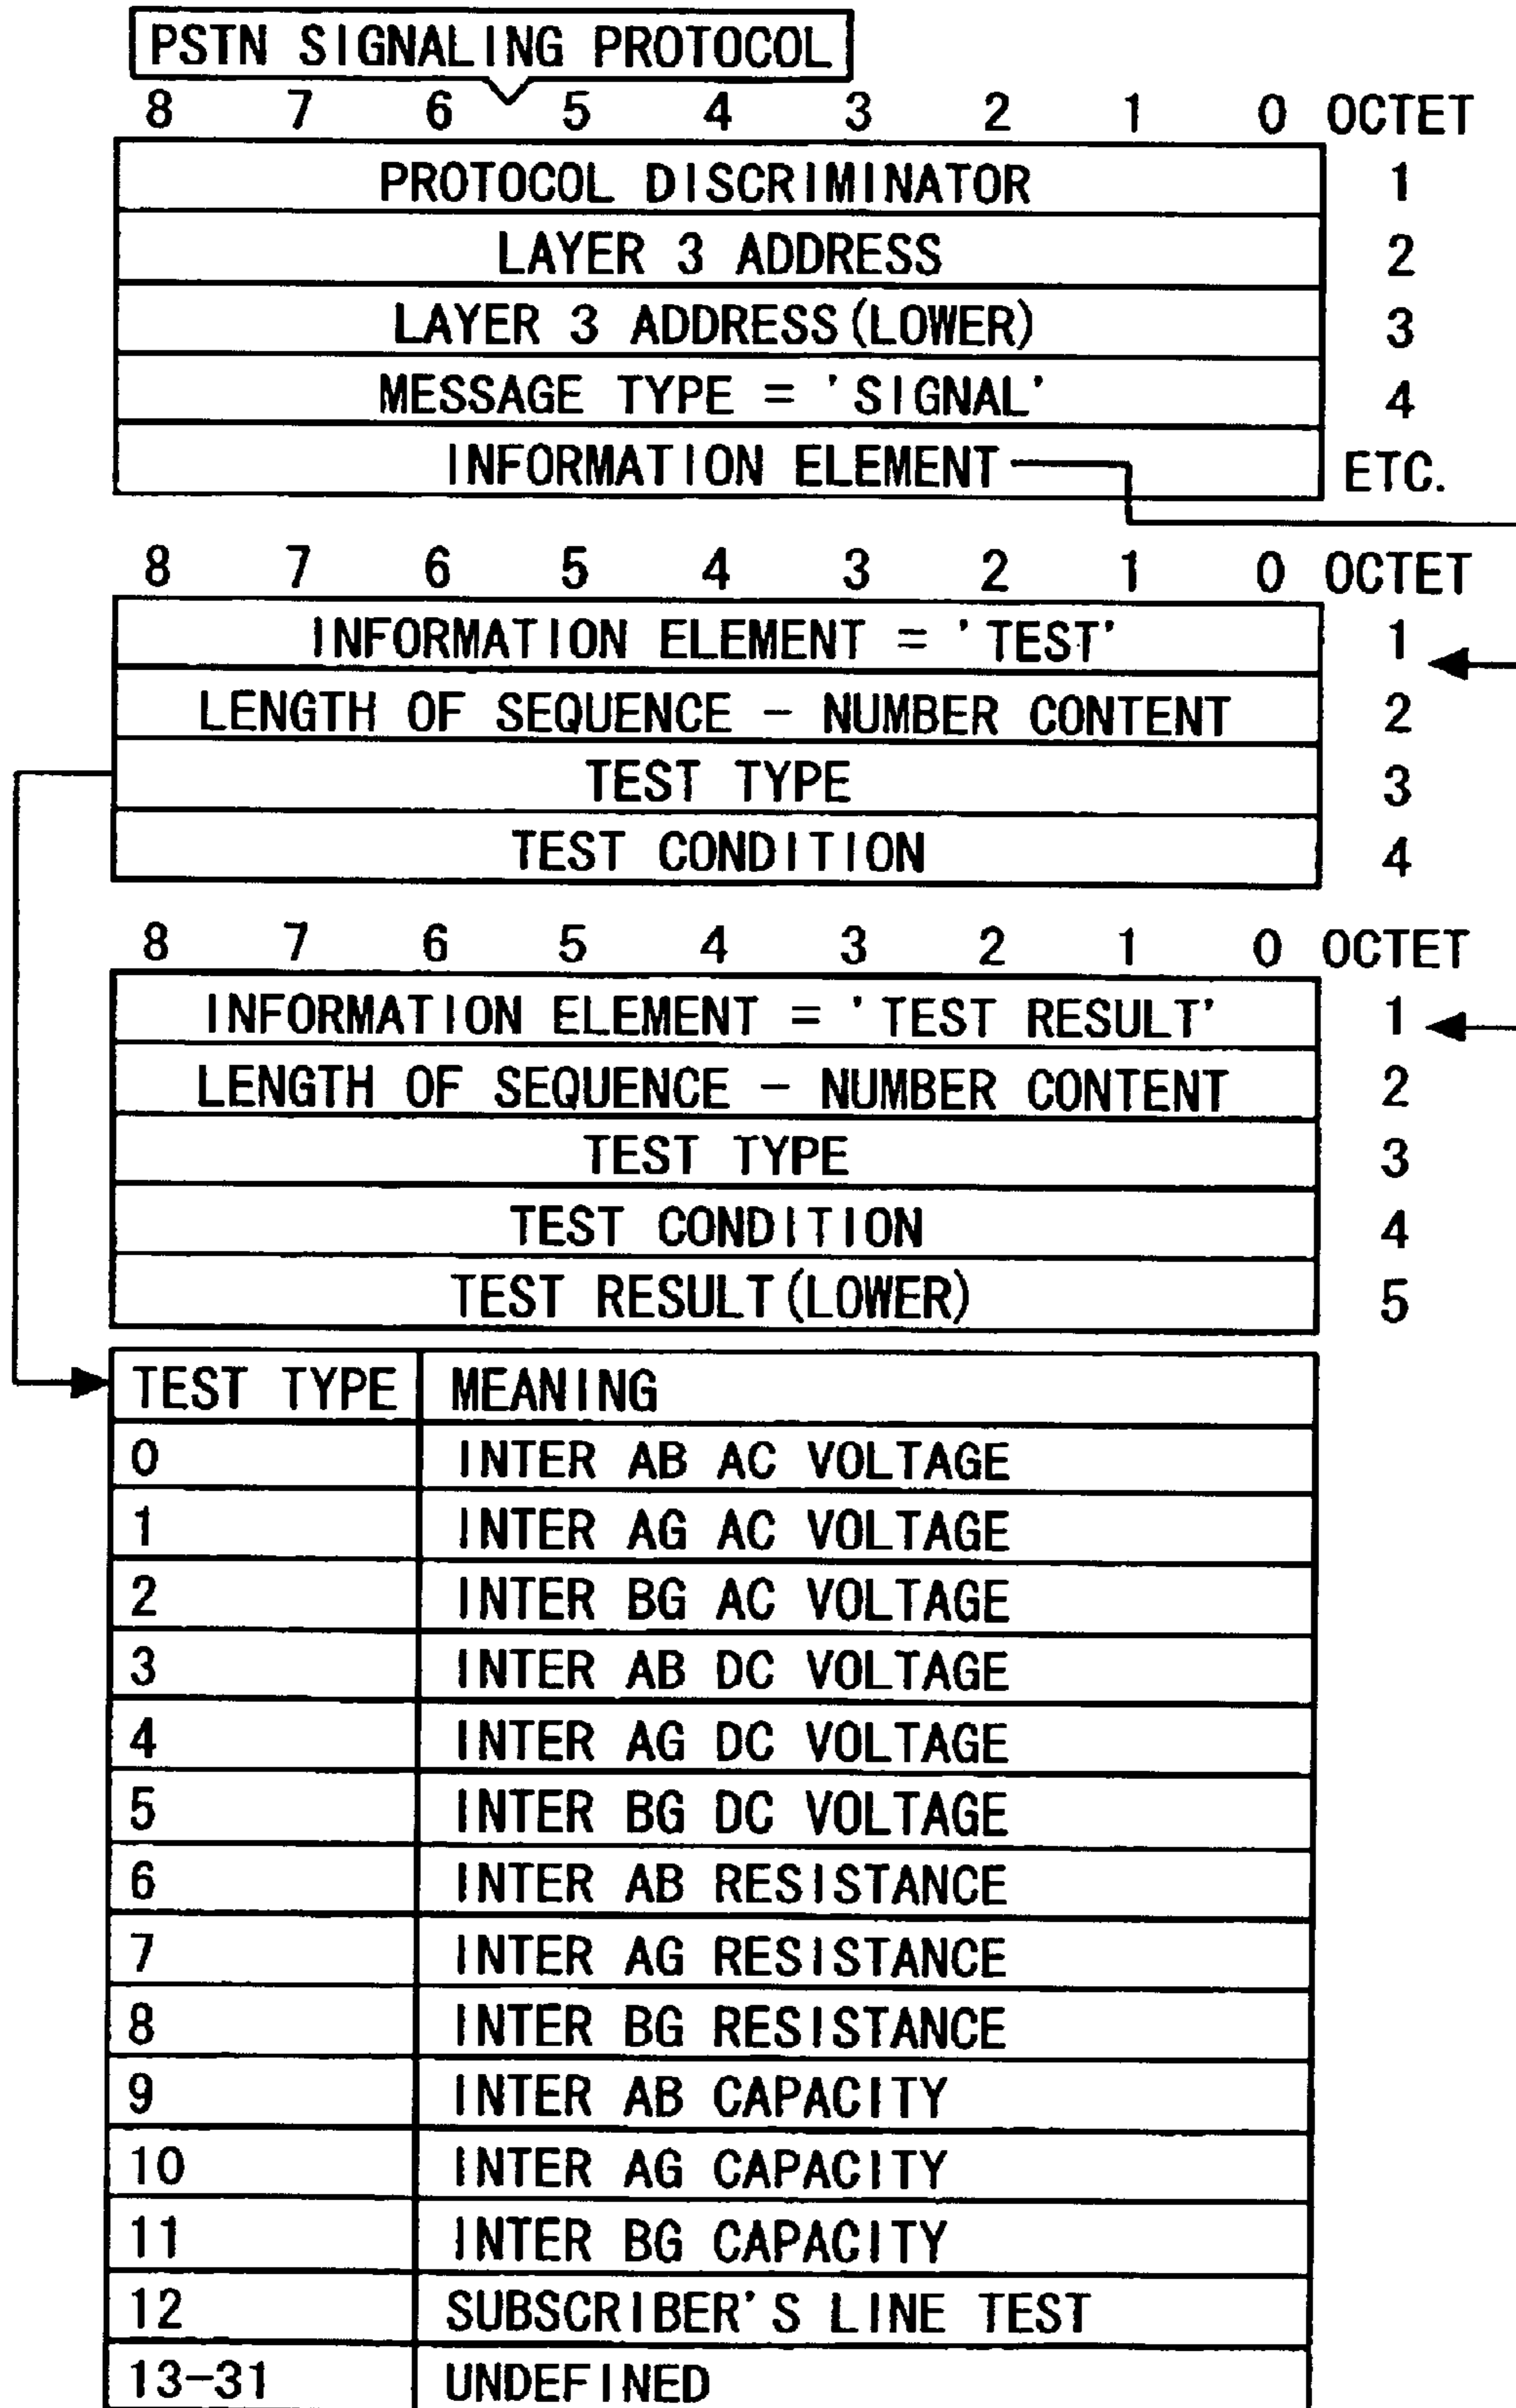 PSTN SIGNALING PROTOCOL
8 7 6 5 4 3 2 1 0 OCTET
PROTOCOL DISCRIMINATOR 1
LAYER 3 ADDRESS 2
LAYER 3 ADDRESS(LOWER) 3
MESSAGE TYPE = 'SIGNAL' 4
INFORMATION ELEMENT ETC.
8 7 6 5 4 3 2 1 0 OCTET
INFORMATION ELEMENT = 'TEST' 1
LENGTH OF SEQUENCE - NUMBER CONTENT 2
TEST TYPE 3
TEST CONDITION 4
8 7 6 5 4 3 2 1 0 OCTET
INFORMATION ELEMENT = 'TEST RESULT' 1
LENGTH OF SEQUENCE - NUMBER CONTENT 2
TEST TYPE 3
TEST CONDITION 4
TEST RESULT(LOWER) 5
TEST TYPE MEANING
0 INTER AB AC VOLTAGE
1 INTER AG AC VOLTAGE
2 INTER BG AC VOLTAGE
3 INTER AB DC VOLTAGE
4 INTER AG DC VOLTAGE
5 INTER BG DC VOLTAGE
6 INTER AB RESISTANCE
7 INTER AG RESISTANCE
8 INTER BG RESISTANCE
9 INTER AB CAPACITY
10 INTER AG CAPACITY
11 INTER BG CAPACITY
12 SUBSCRIBER'S LINE TEST
13-31 UNDEFINED